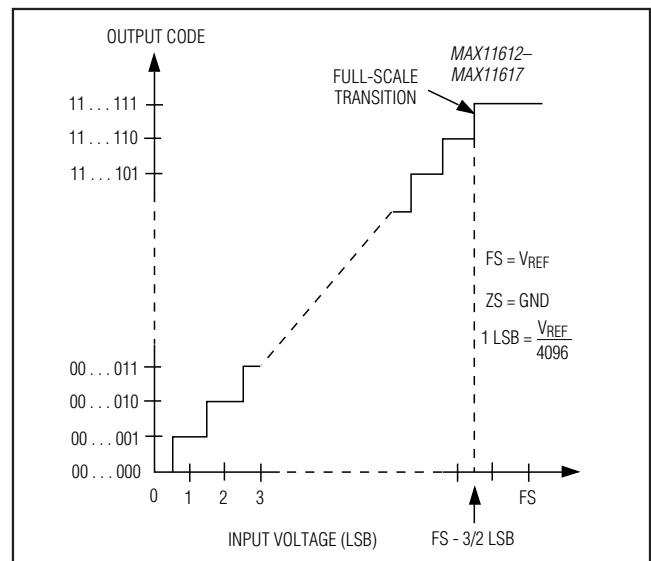 OUTPUT CODE
MAX11612–
MAX11617
FULL-SCALE
TRANSITION
11 . . . 111
11 . . . 110
11 . . . 101
FS = VREF
ZS = GND
1 LSB = VREF
4096
00 . . . 011
00 . . . 010
00 . . . 001
00 . . . 000
0 1 2 3 FS
INPUT VOLTAGE (LSB)
FS - 3/2 LSB